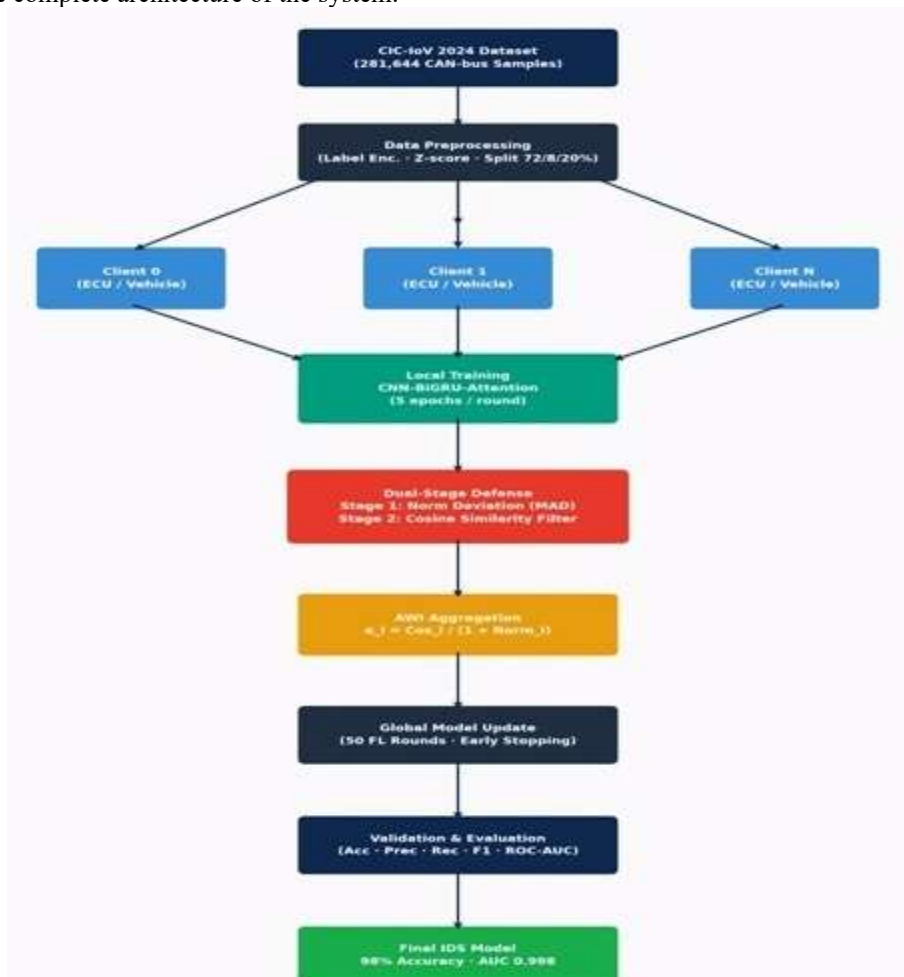 complete architecture of the system.
CIC-IoV 2024 Dataset
(281,644 CAN-bus Samples)
Data Preprocessing
(Label Enc. · Z-score · Split 72/8/20%)
Client 0
(ECU / Vehicle)
Client 1
(ECU / Vehicle)
Client N
(ECU / Vehicle)
Local Training
CNN-BiGRU-Attention
(5 epochs / round)
Dual-Stage Defense
Stage 1: Norm Deviation (MAD)
Stage 2: Cosine Similarity Filter
AWI Aggregation
= Cos_i / (1 + Norm_i)
Global Model Update
(50 FL Rounds · Early Stopping)
Validation & Evaluation
(Acc · Prec · Rec · F1 · ROC-AUC)
Final IDS Model
98% Accuracy · AUC 0.998